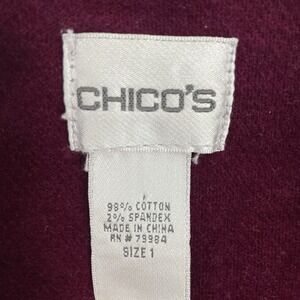 CHICO'S
98% COTTON
2% SPANDEX
MADE IN CHINA
RN # 79984
SIZE 1